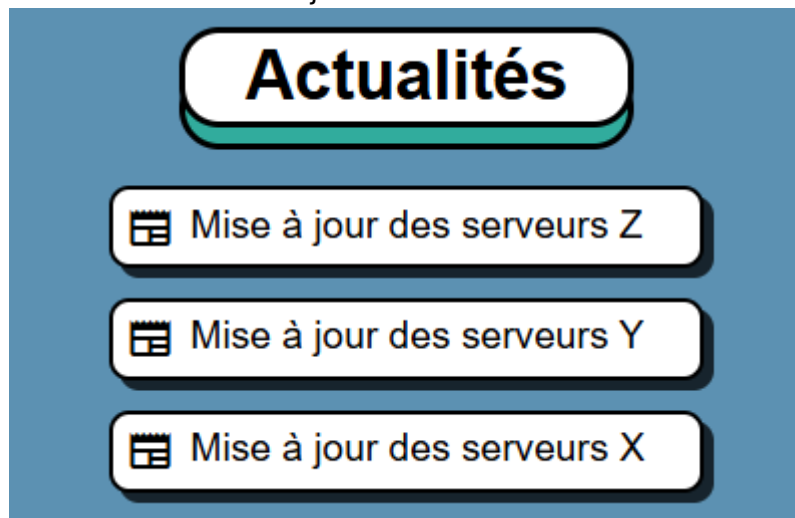 Actualités
Mise à jour des serveurs Z
Mise à jour des serveurs Y
Mise à jour des serveurs X